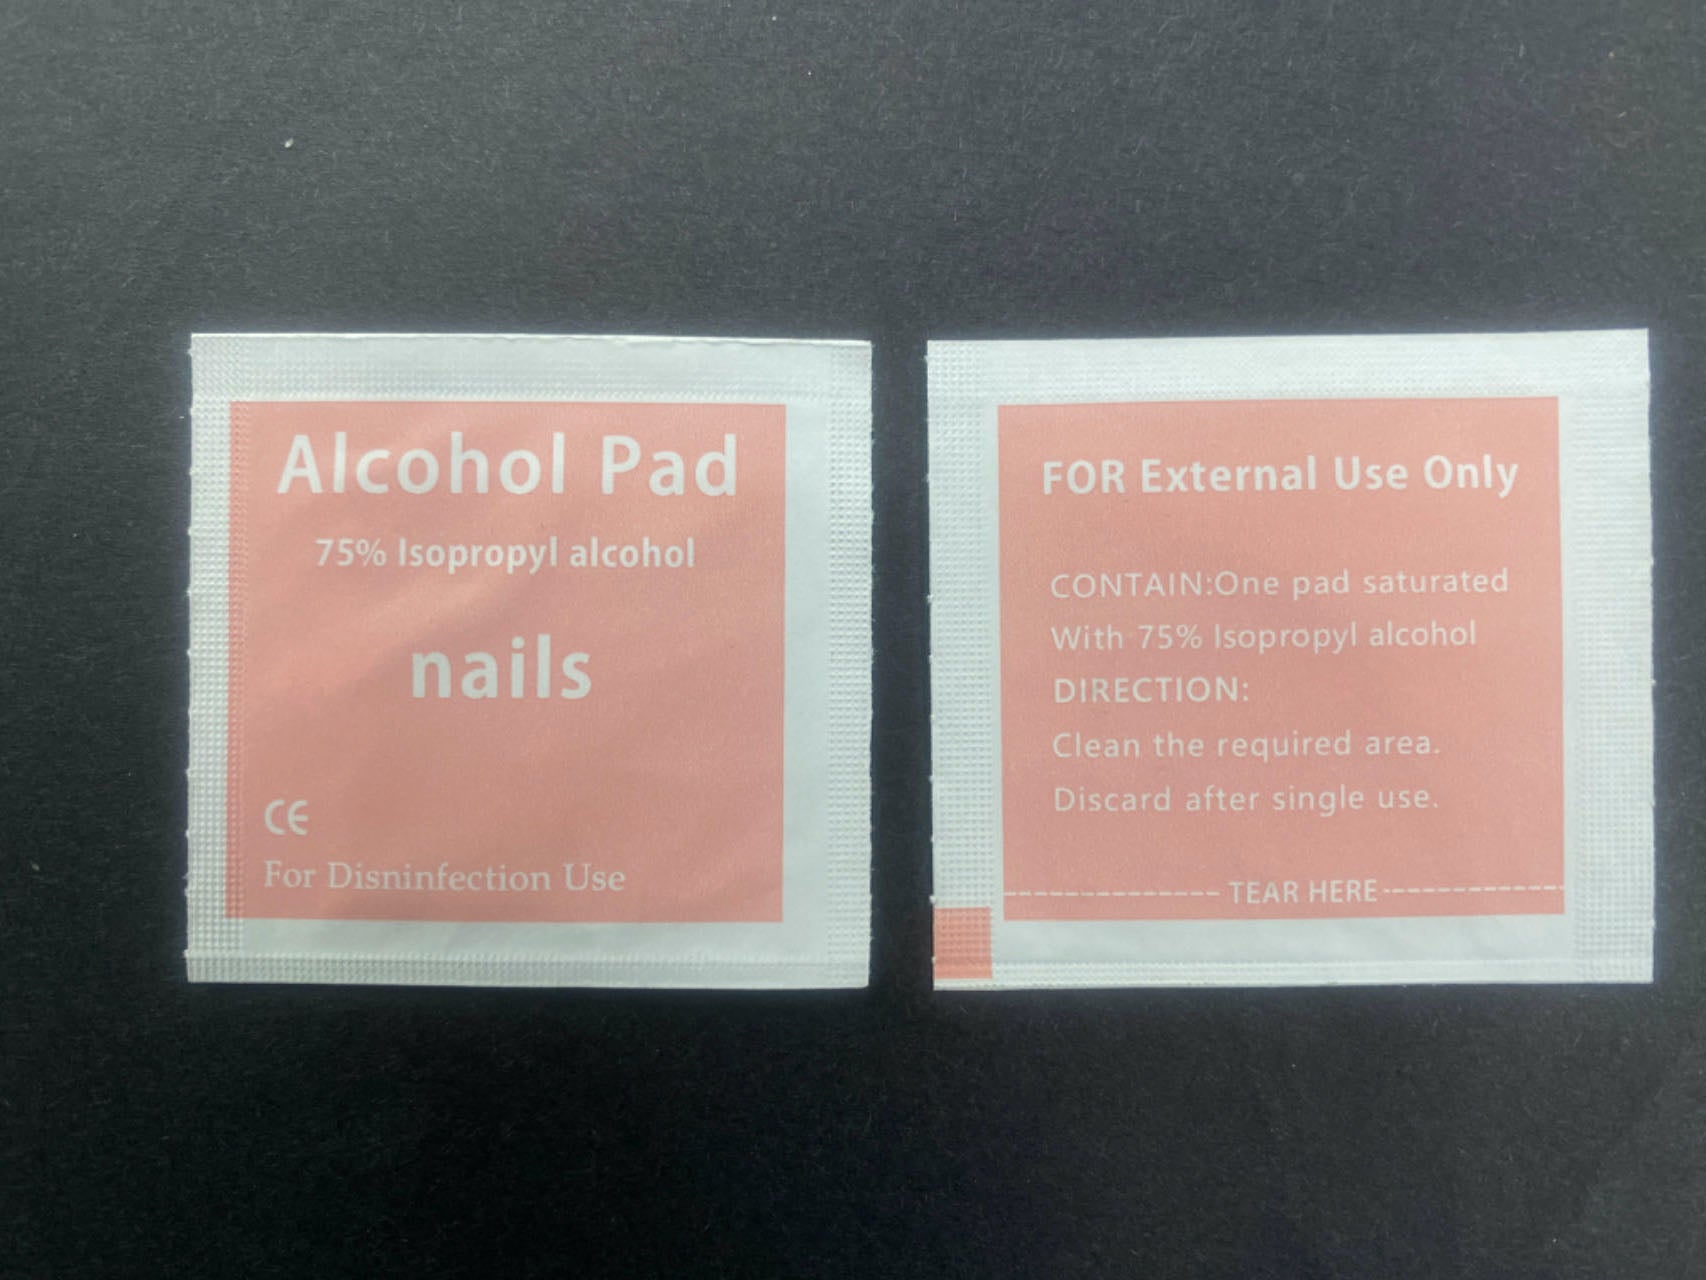 Alcohol Pad
75% Isopropyl alcohol
nails
CE
For Disninfection Use
FOR External Use Only
CONTAIN:One pad saturated
With 75% Isopropyl alcohol
DIRECTION:
Clean the required area.
Discard after single use.
TEAR HERE